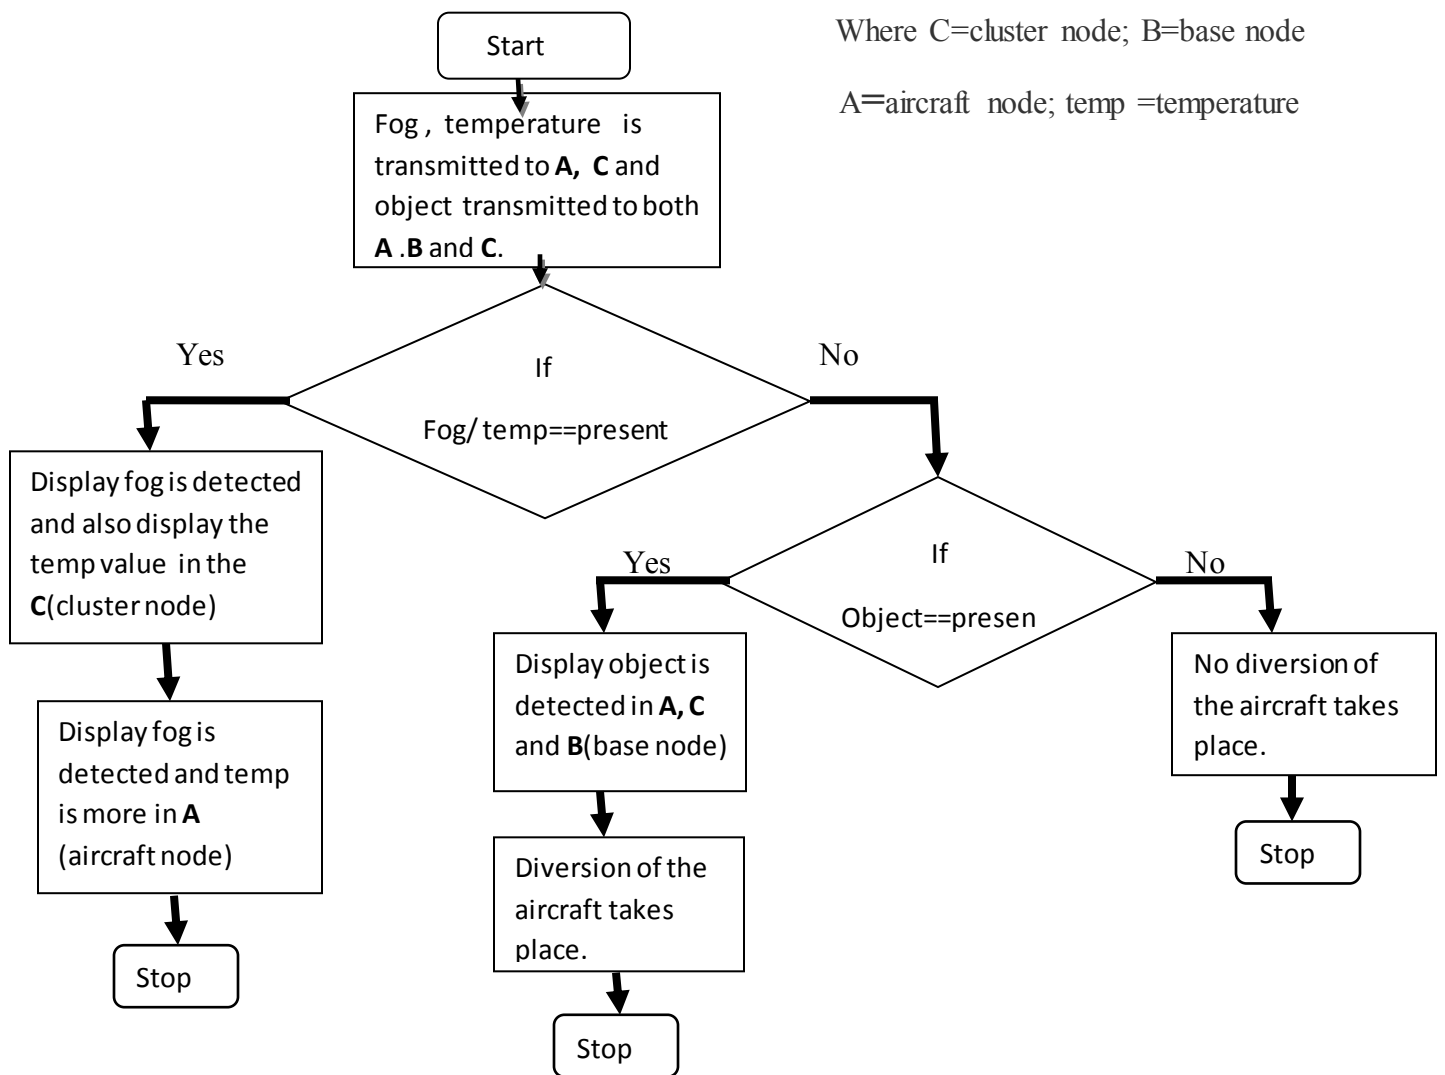 Start
Where C=cluster node; B=base node
A=aircraft node; temp =temperature
Fog , temperature is
transmitted to A, C and
object transmitted to both
A .B and C.
Yes
No
If
Fog/ temp==present
Display fog is detected
and also display the
temp value in the
C(cluster node)
Display fog is
detected and temp
is more in A
(aircraft node)
Stop
Yes
No
If
Object==presen
Display object is
detected in A, C
and B(base node)
Diversion of the
aircraft takes
place.
Stop
No diversion of
the aircraft takes
place.
Stop